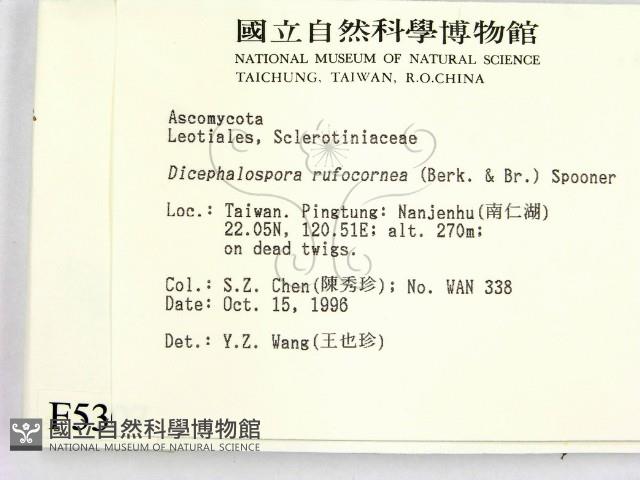 國立自然科學博物館
NATIONAL MUSEUM OF NATURAL SCIENCE
TAICHUNG, TAIWAN, R.O.CHINA
Ascomycota
Leotiales, Sclerotiniaceae
Dicephalospora rufocornea (Berk. & Br.) Spooner
Loc.: Taiwan. Pingtung: Nanjenhu(南仁湖)
22.05N, 120.51E; alt. 270m;
on dead twigs.
Col.: S.Z. Chen(陳秀珍); No. WAN 338
Date: Oct. 15, 1996
Det.: Y.Z. Wang(王也珍)
F53
國立自然科學博物館
NATIONAL MUSEUM OF NATURAL SCIENCE